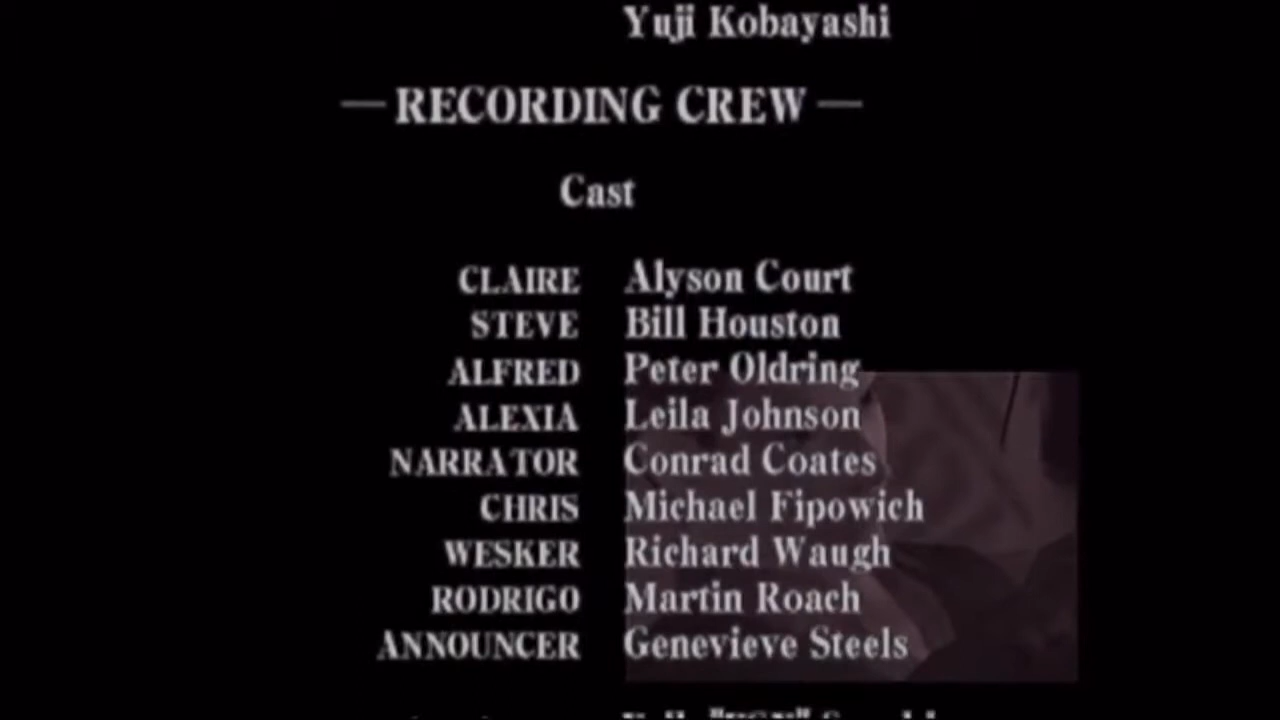 Yuji Kobayashi
— RECORDING CREW —
Cast
CLAIRE Alyson Court
STEVE Bill Houston
ALFRED Peter Oldring
ALEXIA Leila Johnson
NARRATOR Conrad Coates
CHRIS Michael Fipowich
WESKER Richard Waugh
RODRIGO Martin Roach
ANNOUNCER Genevieve Steels